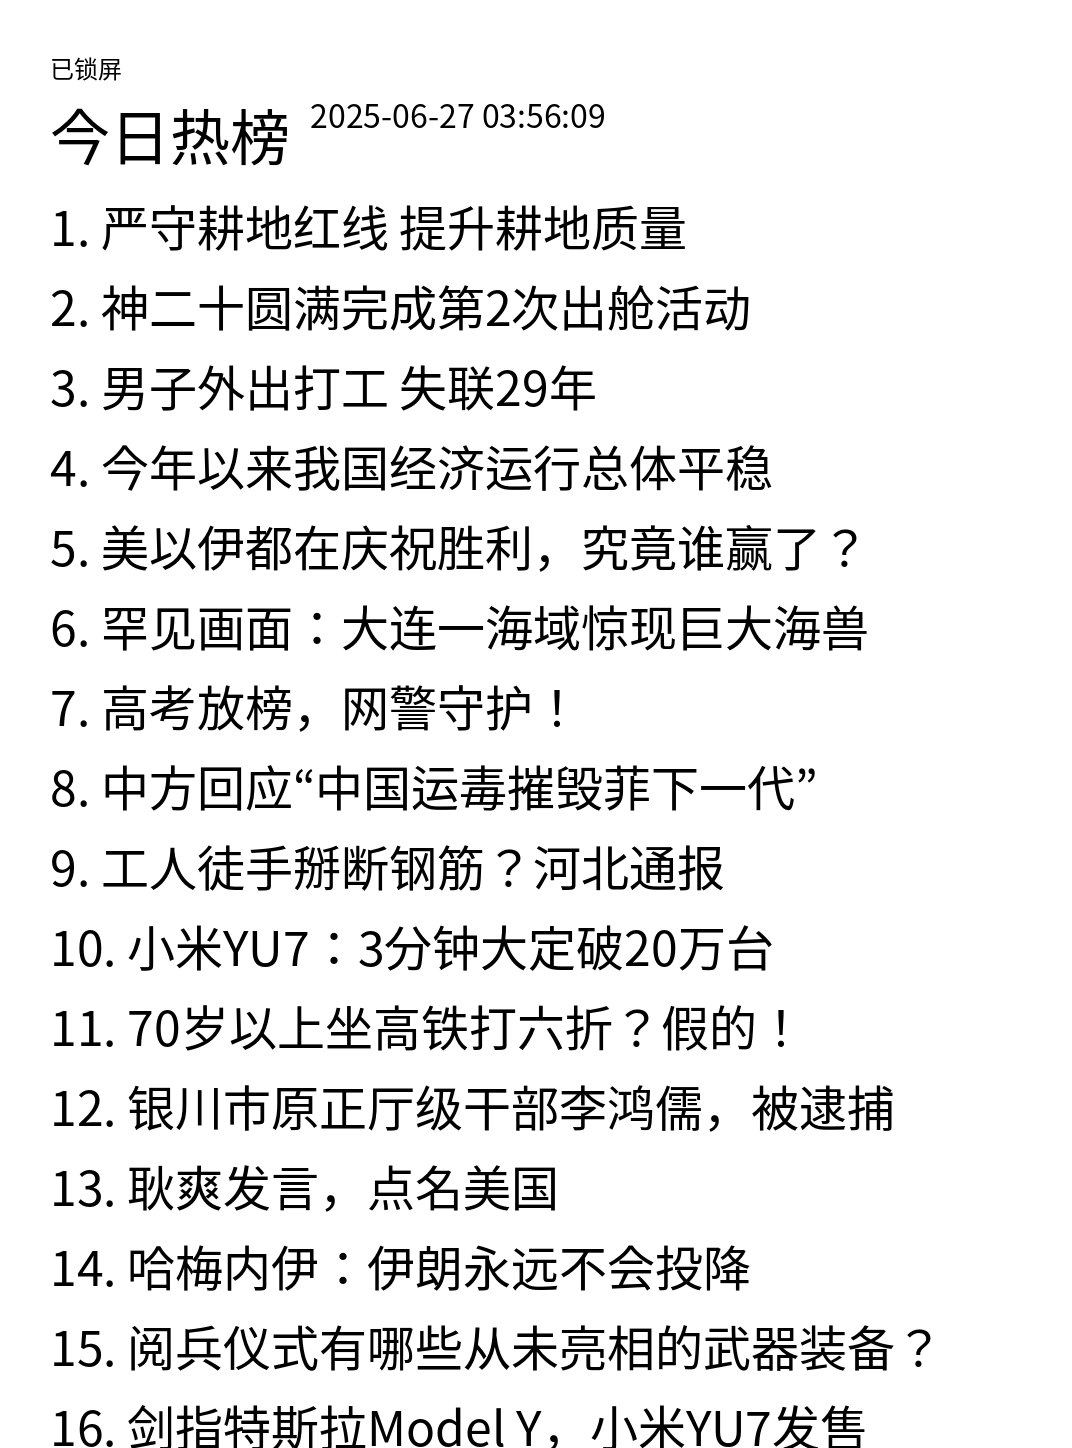 已锁屏
今日热榜 2025-06-27 03:56:09
1. 严守耕地红线 提升耕地质量
2. 神二十圆满完成第2次出舱活动
3. 男子外出打工 失联29年
4. 今年以来我国经济运行总体平稳
5. 美以伊都在庆祝胜利，究竟谁赢了？
6. 罕见画面：大连一海域惊现巨大海兽
7. 高考放榜，网警守护！
8. 中方回应“中国运毒摧毁菲下一代”
9. 工人徒手掰断钢筋？河北通报
10. 小米YU7：3分钟大定破20万台
11. 70岁以上坐高铁打六折？假的！
12. 银川市原正厅级干部李鸿儒，被逮捕
13. 耿爽发言，点名美国
14. 哈梅内伊：伊朗永远不会投降
15. 阅兵仪式有哪些从未亮相的武器装备？
16. 剑指特斯拉Model Y，小米YU7发售